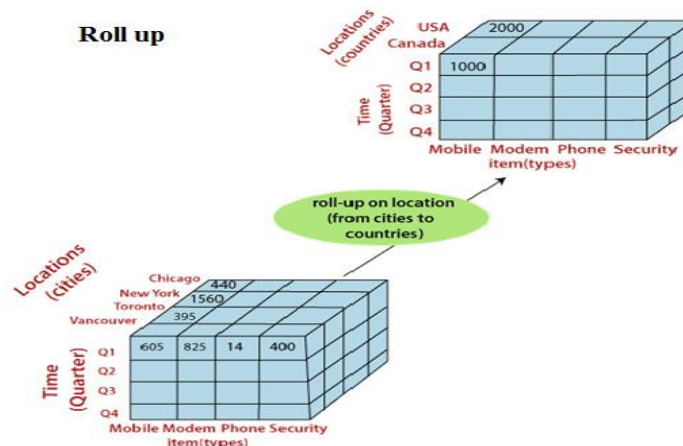 Roll up
Locations
(countries)
USA
Canada
2000
Time
(Quarter)
Q1
Q2
Q3
Q4
1000
Mobile Modem Phone Security
item(types)
roll-up on location
(from cities to
countries)
Locations
(cities)
Chicago
New York
Toronto
Vancouver
440
1560
395
Time
(Quarter)
Q1
Q2
Q3
Q4
605 825 14 400
Mobile Modem Phone Security
item(types)